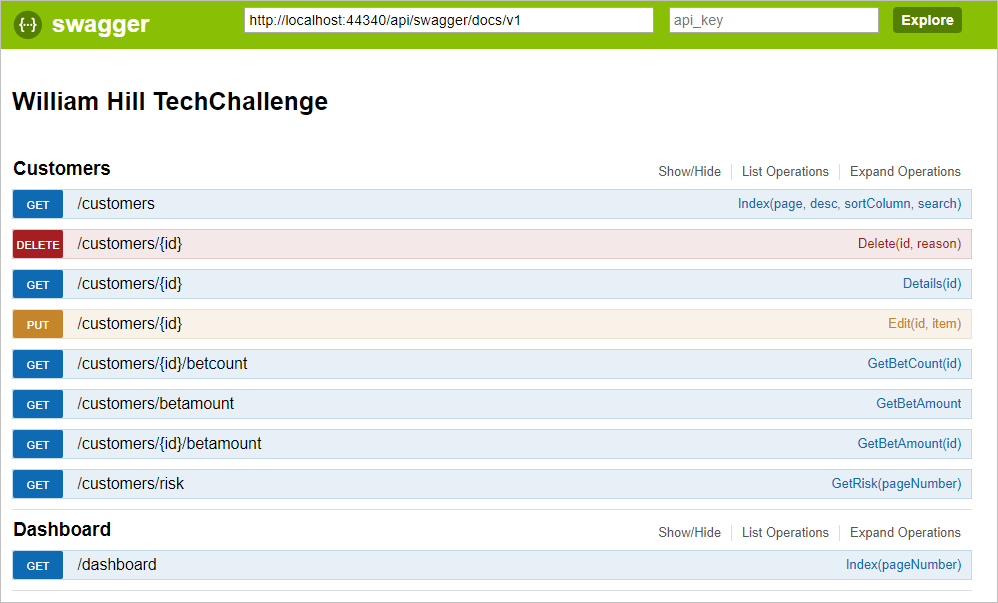 {···} swagger http://localhost:44340/api/swagger/docs/v1 api_key Explore
William Hill TechChallenge
Customers Show/Hide List Operations Expand Operations
GET /customers Index(page, desc, sortColumn, search)
DELETE /customers/{id} Delete(id, reason)
GET /customers/{id} Details(id)
PUT /customers/{id} Edit(id, item)
GET /customers/{id}/betcount GetBetCount(id)
GET /customers/betamount GetBetAmount
GET /customers/{id}/betamount GetBetAmount(id)
GET /customers/risk GetRisk(pageNumber)
Dashboard Show/Hide List Operations Expand Operations
GET /dashboard Index(pageNumber)